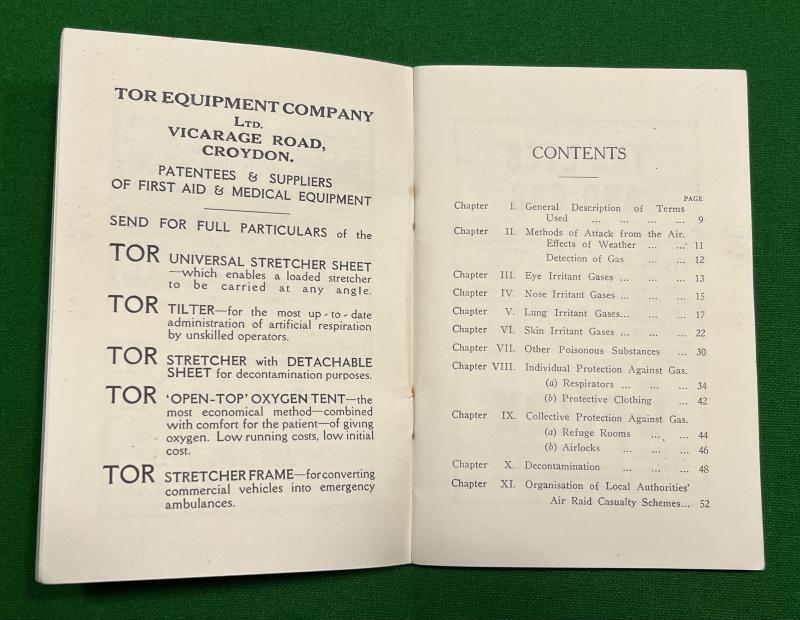 TOR EQUIPMENT COMPANY
LTD.
VICARAGE ROAD,
CROYDON.
PATENTEES & SUPPLIERS
OF FIRST AID & MEDICAL EQUIPMENT
SEND FOR FULL PARTICULARS of the
TOR UNIVERSAL STRETCHER SHEET
—which enables a loaded stretcher
to be carried at any angle.
TOR TILTER—for the most up-to-date
administration of artificial respiration
by unskilled operators.
TOR STRETCHER with DETACHABLE
SHEET for decontamination purposes.
TOR 'OPEN-TOP' OXYGEN TENT—the
most economical method—combined
with comfort for the patient—of giving
oxygen. Low running costs, low initial
cost.
TOR STRETCHER FRAME—for converting
commercial vehicles into emergency
ambulances.
CONTENTS
PAGE
Chapter I. General Description of Terms
Used ... ... ... ... 9
Chapter II. Methods of Attack from the Air.
Effects of Weather ... ... 11
Detection of Gas ... ... 12
Chapter III. Eye Irritant Gases ... ... ... 13
Chapter IV. Nose Irritant Gases ... ... ... 15
Chapter V. Lung Irritant Gases... ... ... 17
Chapter VI. Skin Irritant Gases ... ... ... 22
Chapter VII. Other Poisonous Substances ... 30
Chapter VIII. Individual Protection Against Gas.
(a) Respirators ... ... ... 34
(b) Protective Clothing ... 42
Chapter IX. Collective Protection Against Gas.
(a) Refuge Rooms ... ... 44
(b) Airlocks ... ... ... 46
Chapter X. Decontamination ... ... ... 48
Chapter XI. Organisation of Local Authorities'
Air Raid Casualty Schemes... 52